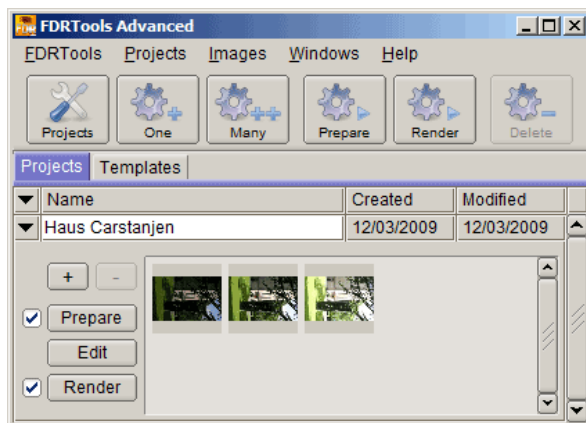 FDRTools Advanced
FDRTools Projects Images Windows Help
Projects One Many Prepare Render Delete
Projects Templates
Name Created Modified
Haus Carstanjen 12/03/2009 12/03/2009
+ -
Prepare
Edit
Render